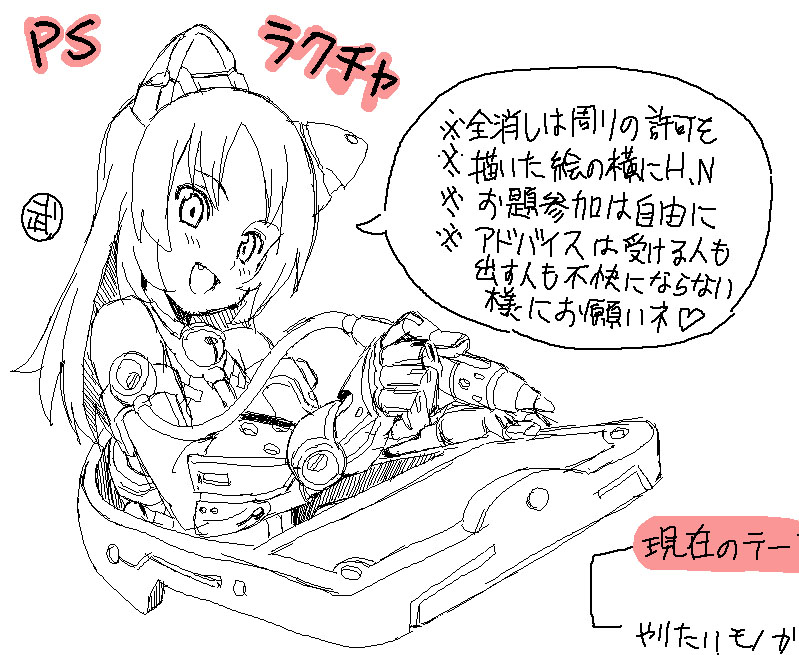 PS ラクチャ
※全消しは周りの許可を
※描いた絵の横にH.N
※お題参加は自由に
※アドバイスは受ける人も
出す人も不快にならない
様にお願いネ♡
現在のテー
やりたいモノが